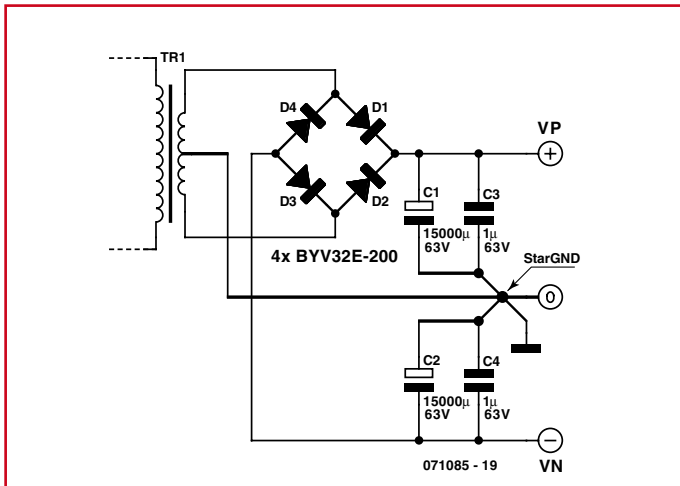 TR1
D4
D1
D3
D2
4x BYV32E-200
VP
+
C1
15000µ
63V
C3
1µ
63V
StarGND
0
C2
15000µ
63V
C4
1µ
63V
−
VN
071085 - 19